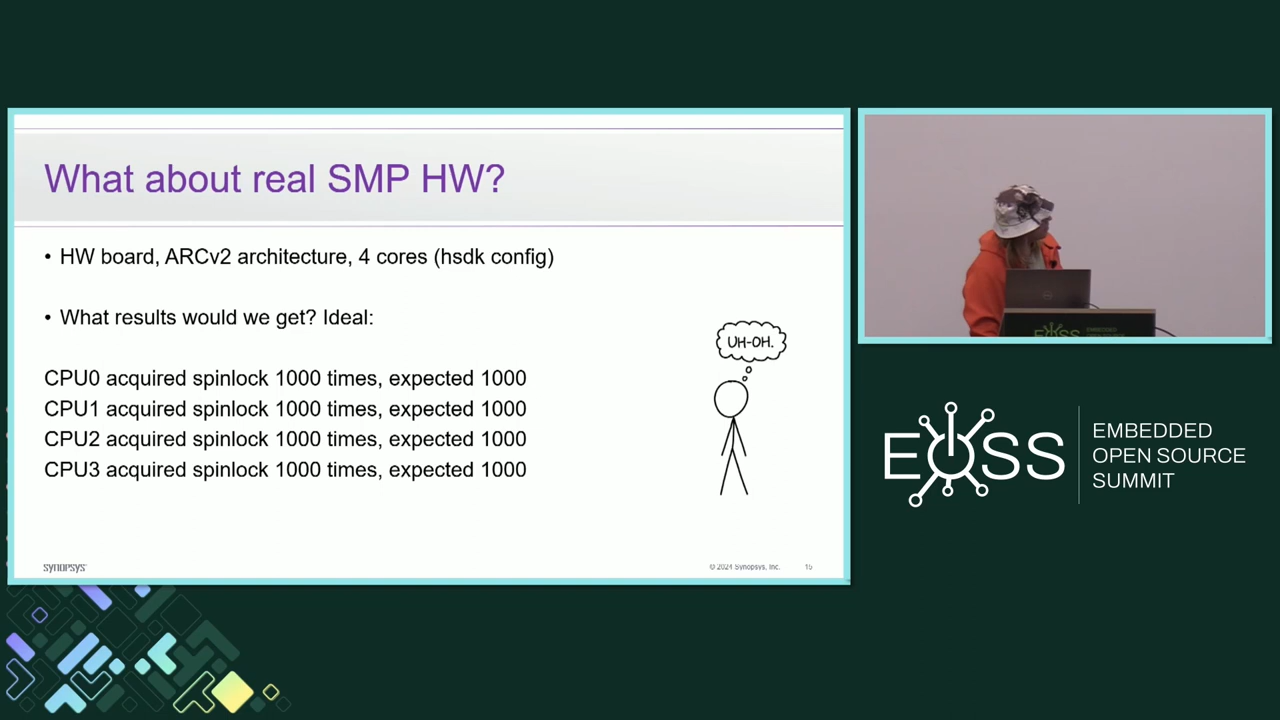 What about real SMP HW?
• HW board, ARCv2 architecture, 4 cores (hsdk config)
• What results would we get? Ideal:
UH-OH.
CPU0 acquired spinlock 1000 times, expected 1000
CPU1 acquired spinlock 1000 times, expected 1000
CPU2 acquired spinlock 1000 times, expected 1000
CPU3 acquired spinlock 1000 times, expected 1000
SYNOPSYS
© 2024 Synopsys, Inc.
15
EOSS
EOSS
EMBEDDED
OPEN SOURCE
SUMMIT